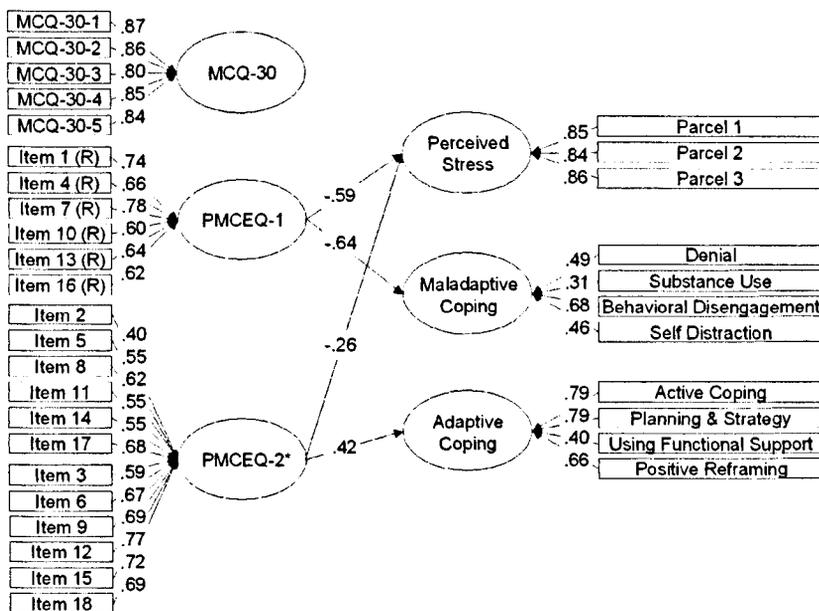 MCQ-30-1
MCQ-30-2
MCQ-30-3
MCQ-30-4
MCQ-30-5
.87
.86
.80
.85
.84
MCQ-30
Item 1 (R)
Item 4 (R)
Item 7 (R)
Item 10 (R)
Item 13 (R)
Item 16 (R)
.74
.66
.78
.60
.64
.62
PMCEQ-1
Item 2
Item 5
Item 8
Item 11
Item 14
Item 17
Item 3
Item 6
Item 9
Item 12
Item 15
Item 18
.40
.55
.62
.55
.55
.68
.59
.67
.69
.77
.72
.69
PMCEQ-2*
-.59
-.64
-.26
.42
Perceived
Stress
.85
.84
.86
Parcel 1
Parcel 2
Parcel 3
Maladaptive
Coping
.49
.31
.68
.46
Denial
Substance Use
Behavioral Disengagement
Self Distraction
Adaptive
Coping
.79
.79
.40
.66
Active Coping
Planning & Strategy
Using Functional Support
Positive Reframing